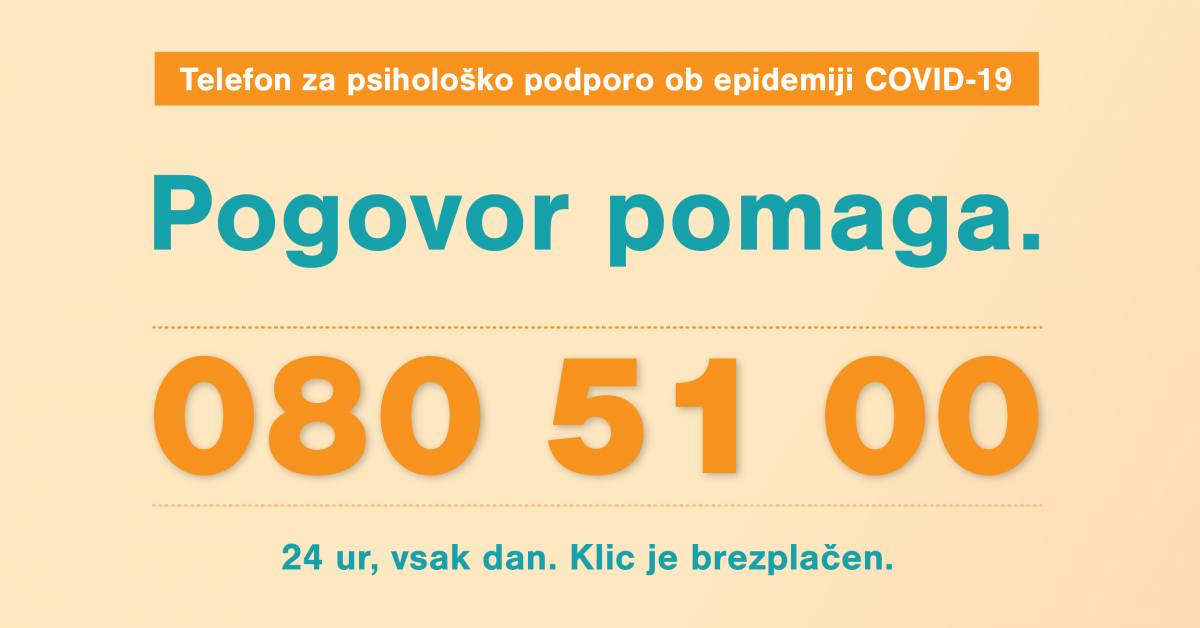 Telefon za psihološko podporo ob epidemiji COVID-19
Pogovor pomaga.
080 51 00
24 ur, vsak dan. Klic je brezplačen.